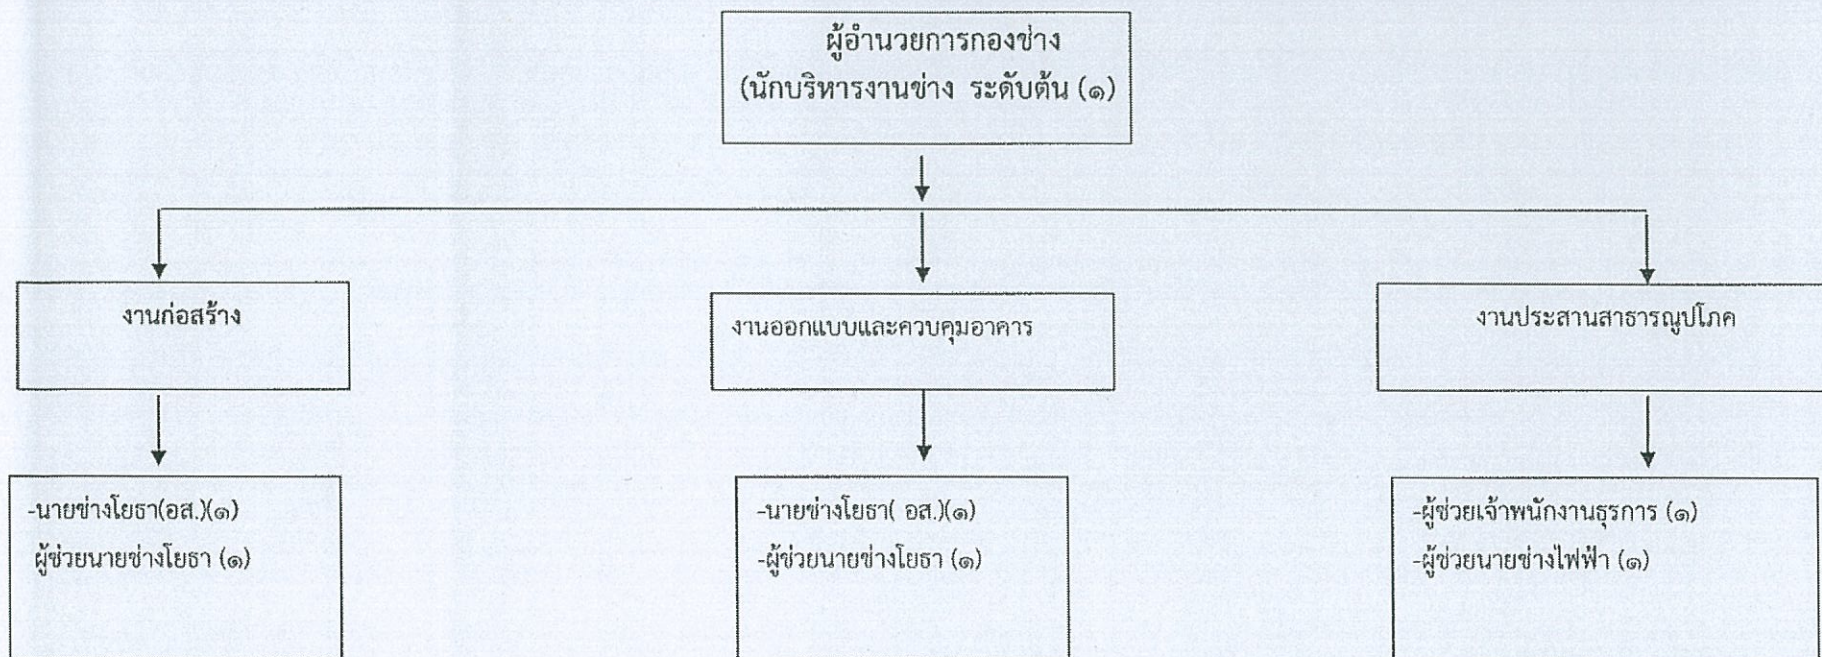 ผู้อำนวยการกองช่าง
(นักบริหารงานช่าง ระดับต้น (๑)
งานก่อสร้าง
งานออกแบบและควบคุมอาคาร
งานประสานสาธารณูปโภค
-นายช่างโยธา(อส.)(๑)
ผู้ช่วยนายช่างโยธา (๑)
-นายช่างโยธา( อส.)(๑)
-ผู้ช่วยนายช่างโยธา (๑)
-ผู้ช่วยเจ้าพนักงานธุรการ (๑)
-ผู้ช่วยนายช่างไฟฟ้า (๑)